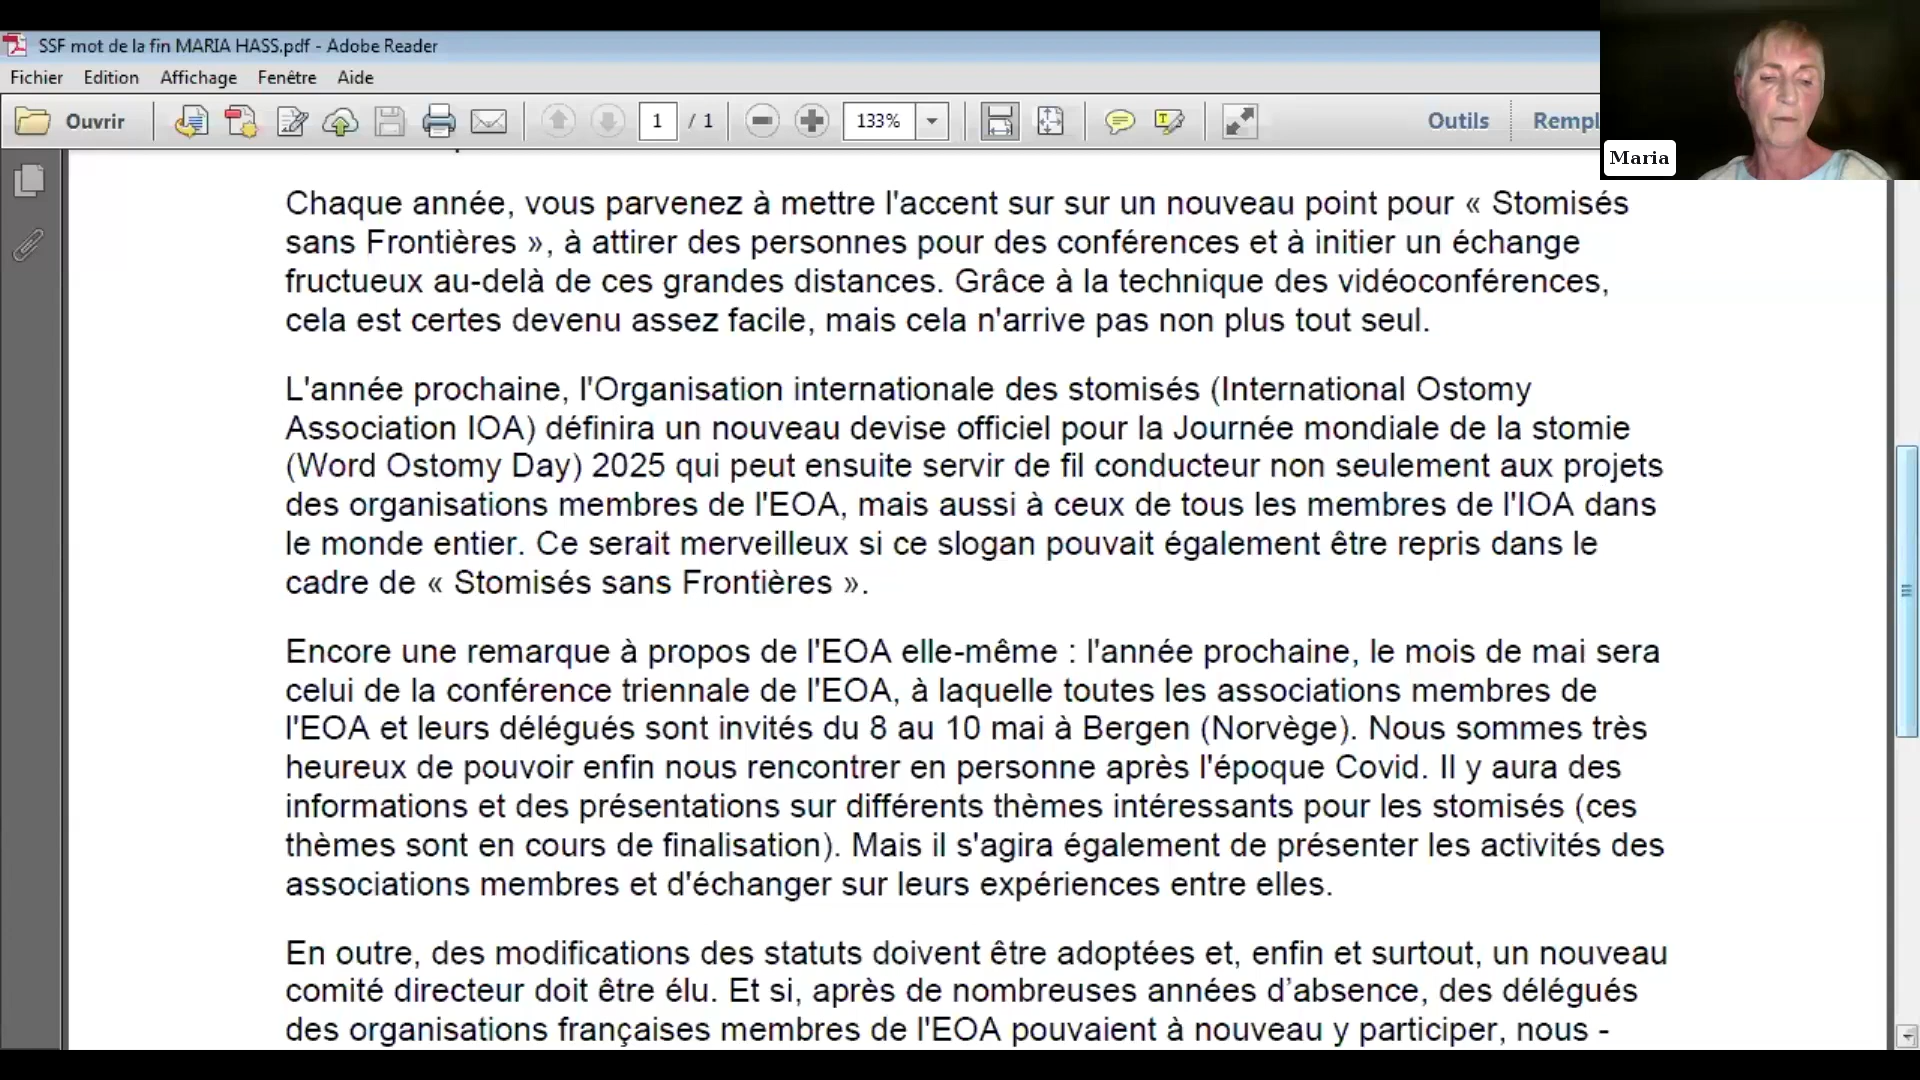 SSF mot de la fin MARIA HASS.pdf - Adobe Reader
Fichier Edition Affichage Fenêtre Aide
Ouvrir 1 / 1 133% Outils Rempl
Maria
Chaque année, vous parvenez à mettre l'accent sur sur un nouveau point pour « Stomisés
sans Frontières », à attirer des personnes pour des conférences et à initier un échange
fructueux au-delà de ces grandes distances. Grâce à la technique des vidéoconférences,
cela est certes devenu assez facile, mais cela n'arrive pas non plus tout seul.
L'année prochaine, l'Organisation internationale des stomisés (International Ostomy
Association IOA) définira un nouveau devise officiel pour la Journée mondiale de la stomie
(Word Ostomy Day) 2025 qui peut ensuite servir de fil conducteur non seulement aux projets
des organisations membres de l'EOA, mais aussi à ceux de tous les membres de l'IOA dans
le monde entier. Ce serait merveilleux si ce slogan pouvait également être repris dans le
cadre de « Stomisés sans Frontières ».
Encore une remarque à propos de l'EOA elle-même : l'année prochaine, le mois de mai sera
celui de la conférence triennale de l'EOA, à laquelle toutes les associations membres de
l'EOA et leurs délégués sont invités du 8 au 10 mai à Bergen (Norvège). Nous sommes très
heureux de pouvoir enfin nous rencontrer en personne après l'époque Covid. Il y aura des
informations et des présentations sur différents thèmes intéressants pour les stomisés (ces
thèmes sont en cours de finalisation). Mais il s'agira également de présenter les activités des
associations membres et d'échanger sur leurs expériences entre elles.
En outre, des modifications des statuts doivent être adoptées et, enfin et surtout, un nouveau
comité directeur doit être élu. Et si, après de nombreuses années d’absence, des délégués
des organisations françaises membres de l'EOA pouvaient à nouveau y participer, nous -